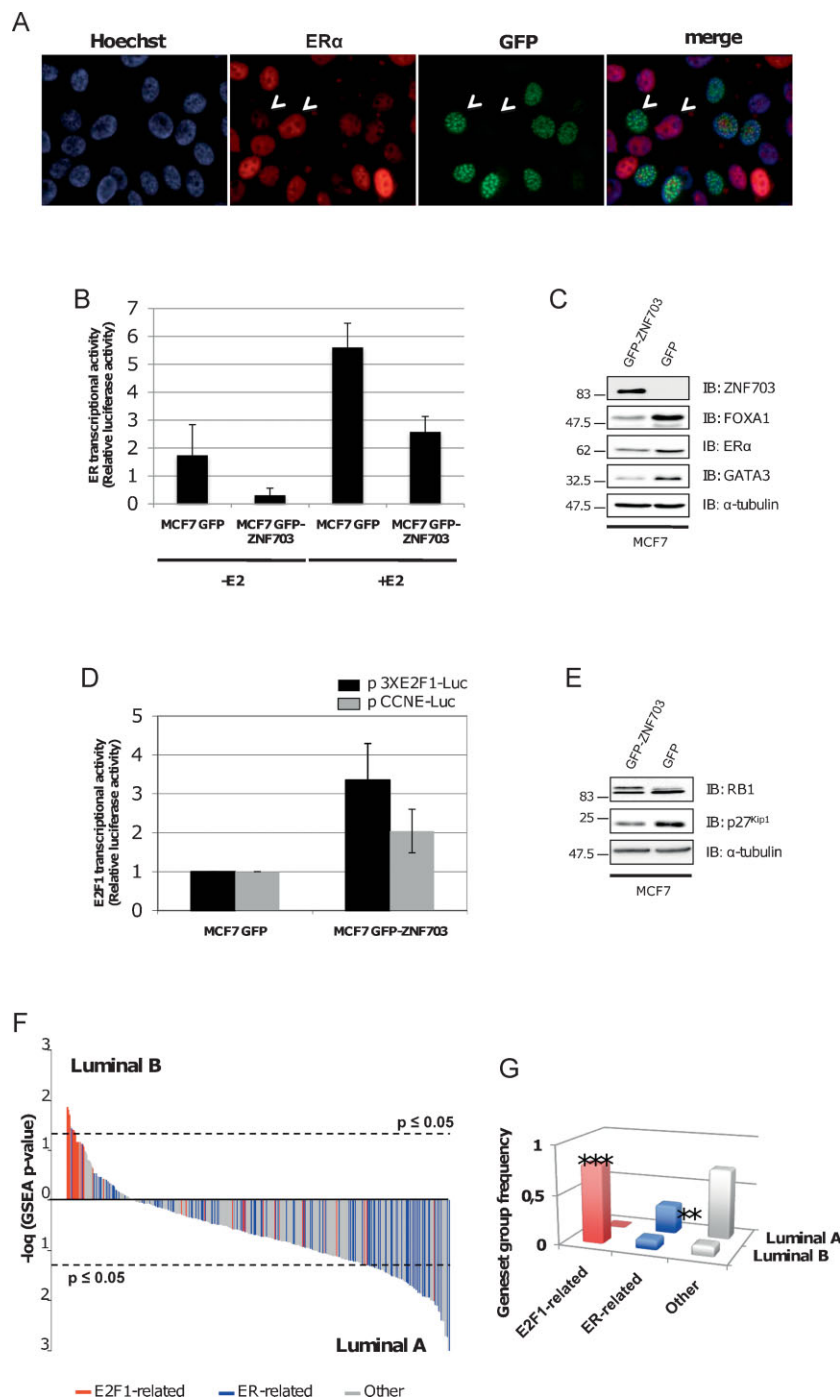 A
Hoechst
ERα
GFP
merge
B
ER transcriptional activity
(Relative luciferase activity)
7
6
5
4
3
2
1
0
MCF7 GFP
MCF7 GFP-
ZNF703
MCF7 GFP
MCF7 GFP-
ZNF703
-E2
+E2
C
GFP-ZNF703
GFP
83
IB: ZNF703
47.5
IB: FOXA1
62
IB: ERα
32.5
IB: GATA3
47.5
IB: α-tubulin
MCF7
D
p 3XE2F1-Luc
p CCNE-Luc
E2F1 transcriptional activity
(Relative luciferase activity)
5
4
3
2
1
0
MCF7 GFP
MCF7 GFP-ZNF703
E
GFP-ZNF703
GFP
83
IB: RB1
25
IB: p27Kip1
47.5
IB: α-tubulin
MCF7
F
-loq (GSEA p-value)
3
2
1
0
1
2
3
Luminal B
p ≤ 0.05
p ≤ 0.05
Luminal A
E2F1-related
ER-related
Other
G
Geneset group frequency
1
0,5
0
***
**
Luminal A
Luminal B
E2F1-related
ER-related
Other